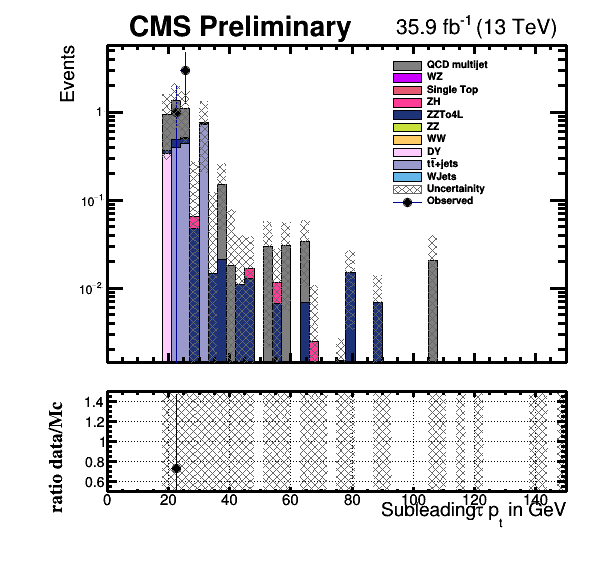 CMS Preliminary
35.9 fb⁻¹ (13 TeV)
Events
1
10⁻¹
10⁻²
QCD multijet
WZ
Single Top
ZH
ZZTo4L
ZZ
WW
DY
tt̄+jets
WJets
Uncertainity
Observed
ratio data/Mc
1.4
1.2
1
0.8
0.6
0 20 40 60 80 100 120 140
Subleadingτ pₜ in GeV